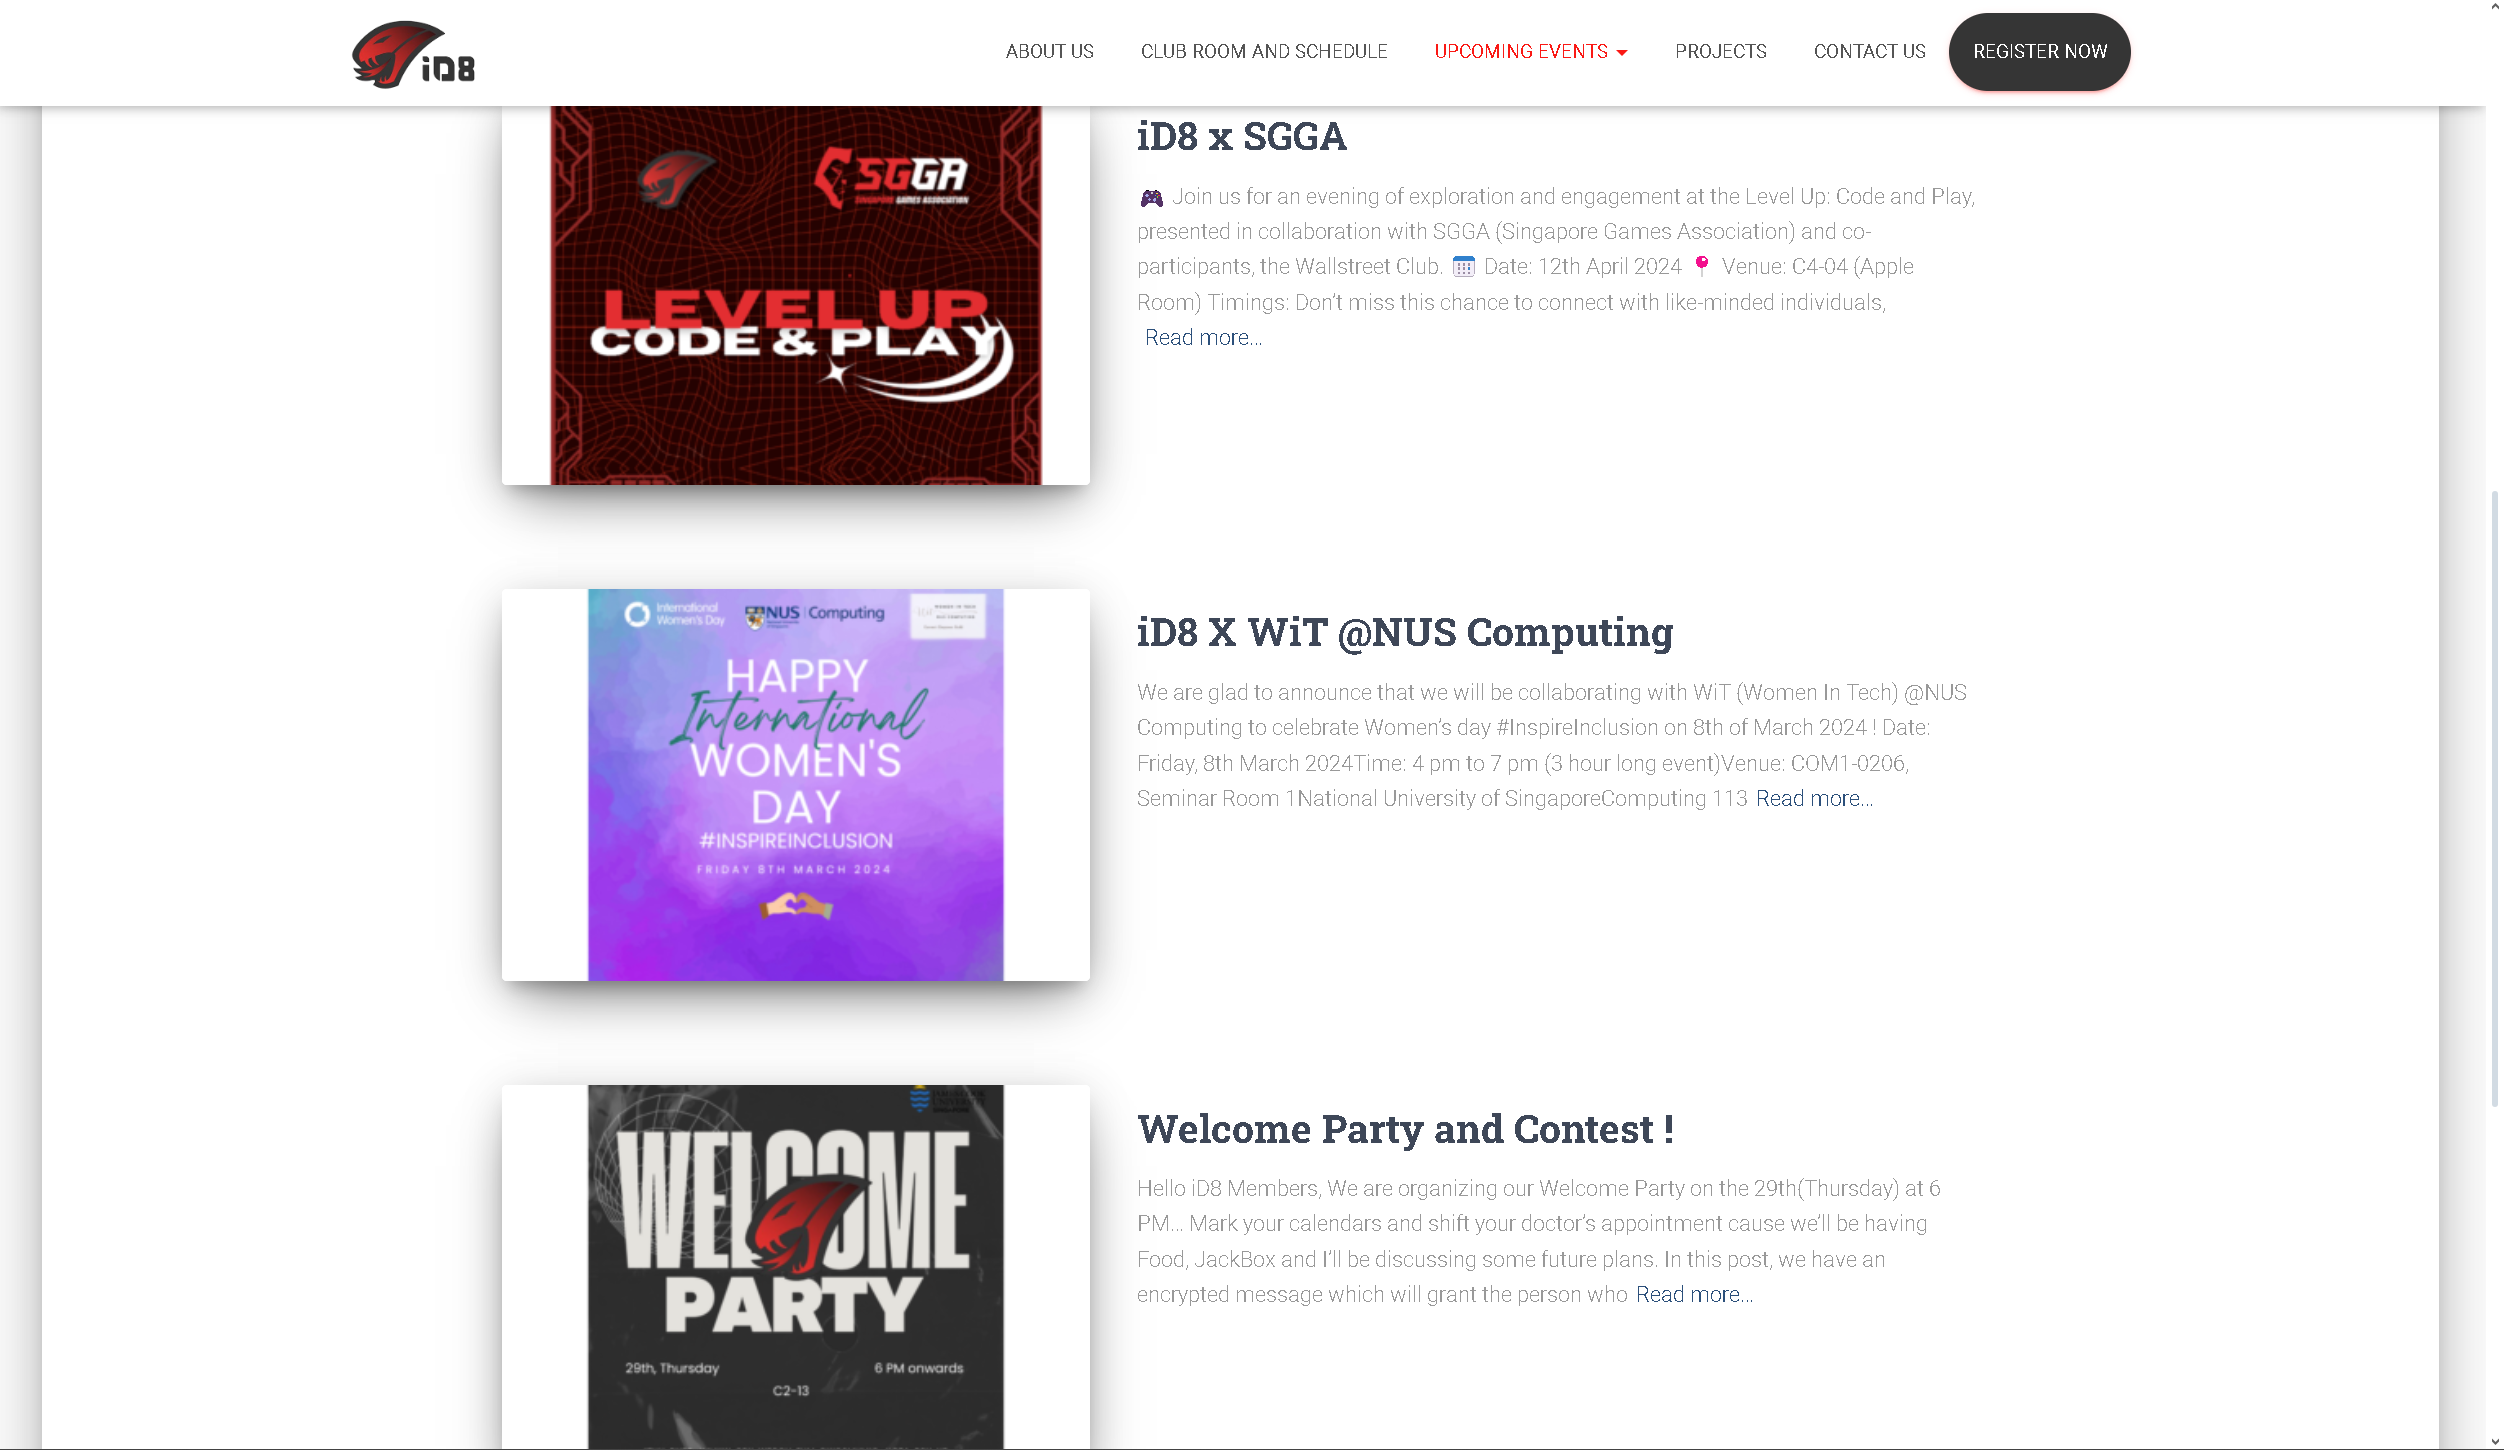 iD8
ABOUT US
CLUB ROOM AND SCHEDULE
UPCOMING EVENTS
PROJECTS
CONTACT US
REGISTER NOW
SGGA
SINGAPORE GAMES ASSOCIATION
LEVEL UP
CODE & PLAY
iD8 x SGGA
Join us for an evening of exploration and engagement at the Level Up: Code and Play,
presented in collaboration with SGGA (Singapore Games Association) and co-
participants, the Wallstreet Club. Date: 12th April 2024 Venue: C4-04 (Apple
Room) Timings: Don’t miss this chance to connect with like-minded individuals,
Read more…
International
Women's Day
NUS Computing
HAPPY
International
WOMEN'S
DAY
#INSPIREINCLUSION
FRIDAY 8TH MARCH 2024
iD8 X WiT @NUS Computing
We are glad to announce that we will be collaborating with WiT (Women In Tech) @NUS
Computing to celebrate Women’s day #InspireInclusion on 8th of March 2024 ! Date:
Friday, 8th March 2024Time: 4 pm to 7 pm (3 hour long event)Venue: COM1-0206,
Seminar Room 1National University of SingaporeComputing 113 Read more…
WELCOME
PARTY
29th, Thursday
6 PM onwards
C2-13
Welcome Party and Contest !
Hello iD8 Members, We are organizing our Welcome Party on the 29th(Thursday) at 6
PM… Mark your calendars and shift your doctor’s appointment cause we’ll be having
Food, JackBox and I’ll be discussing some future plans. In this post, we have an
encrypted message which will grant the person who Read more…